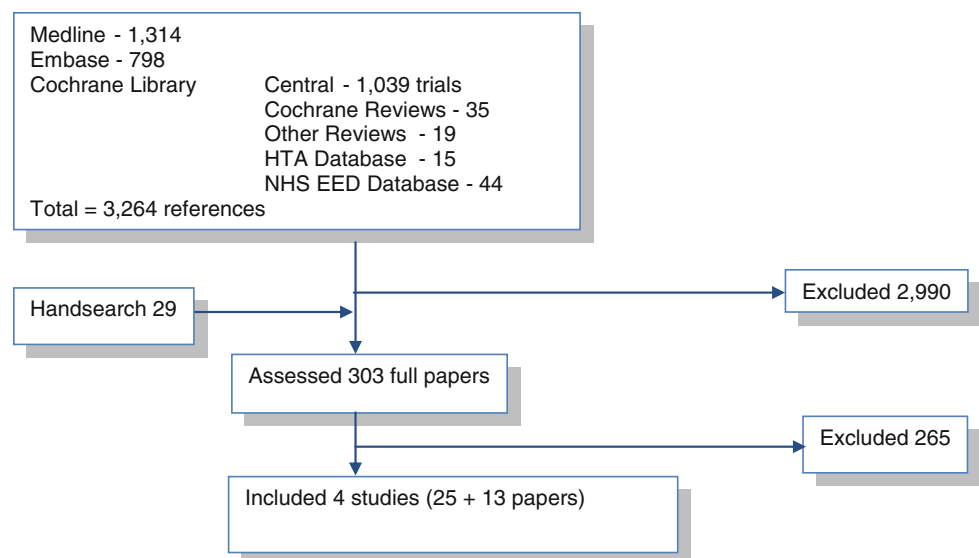 Medline - 1,314
Embase - 798
Cochrane Library Central - 1,039 trials
Cochrane Reviews - 35
Other Reviews - 19
HTA Database - 15
NHS EED Database - 44
Total = 3,264 references
Excluded 2,990
Handsearch 29
Assessed 303 full papers
Excluded 265
Included 4 studies (25 + 13 papers)